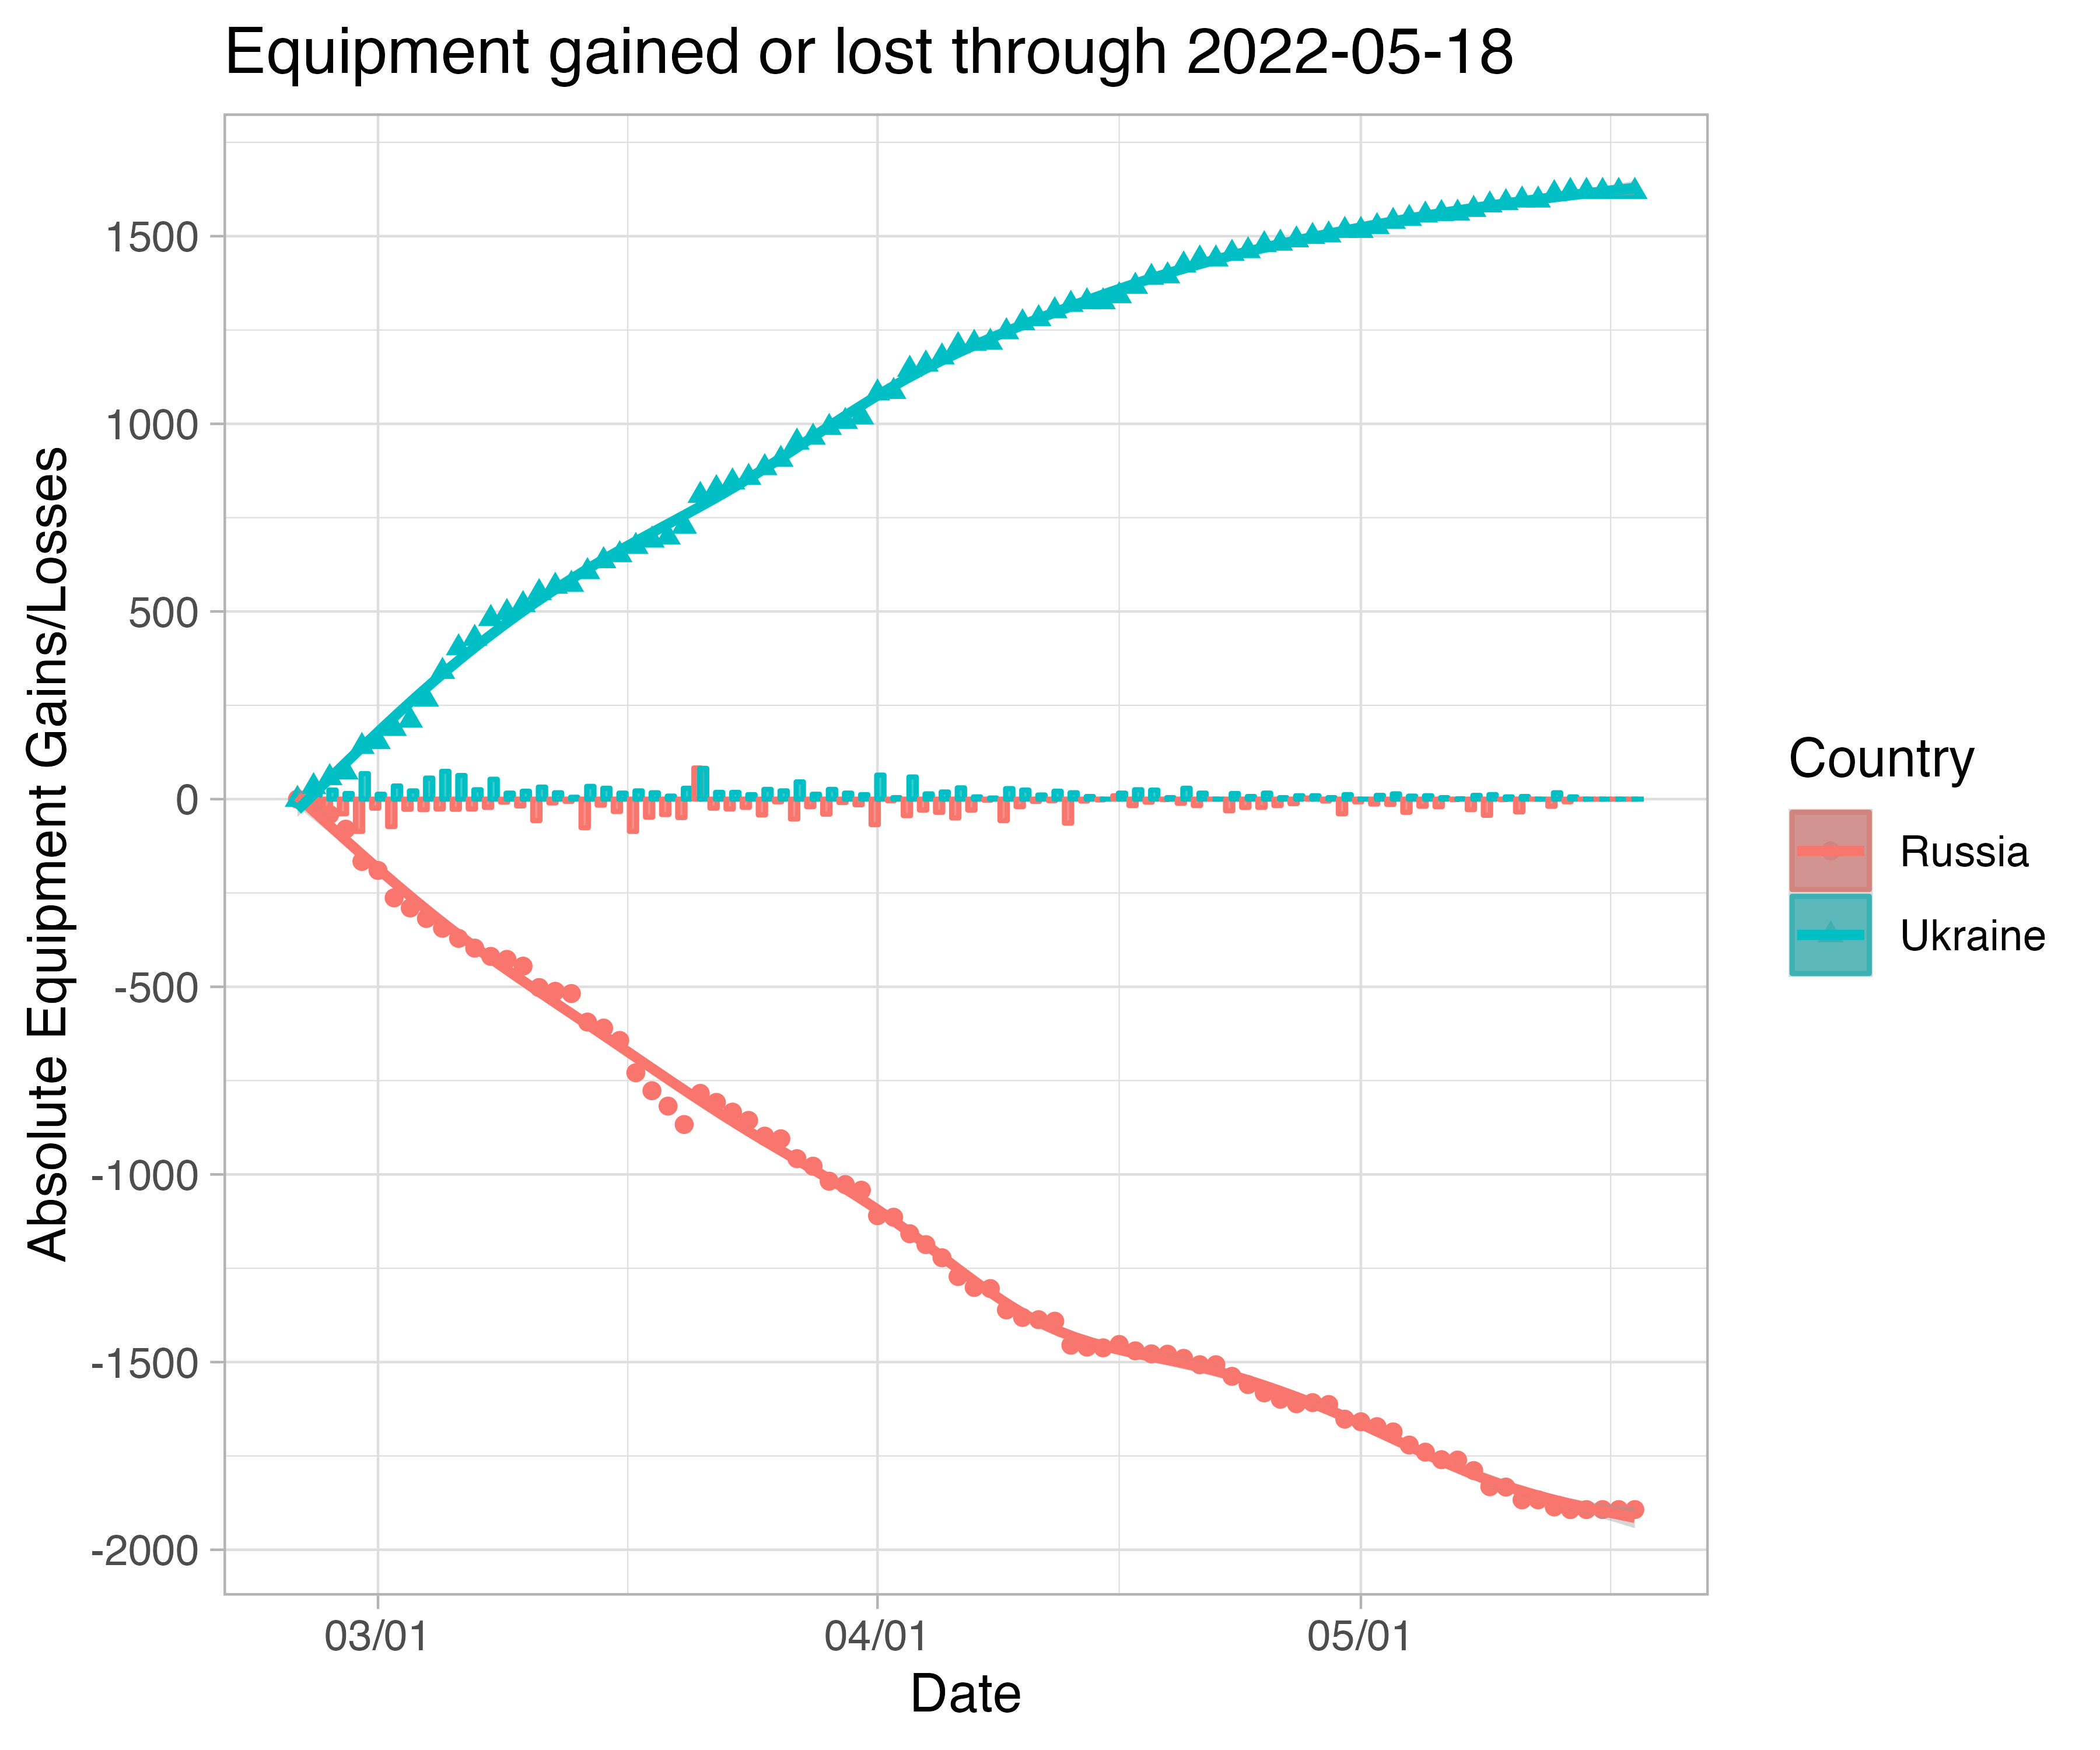 Equipment gained or lost through 2022-05-18
Absolute Equipment Gains/Losses
1500
1000
500
0
-500
-1000
-1500
-2000
03/01
04/01
05/01
Date
Country
Russia
Ukraine